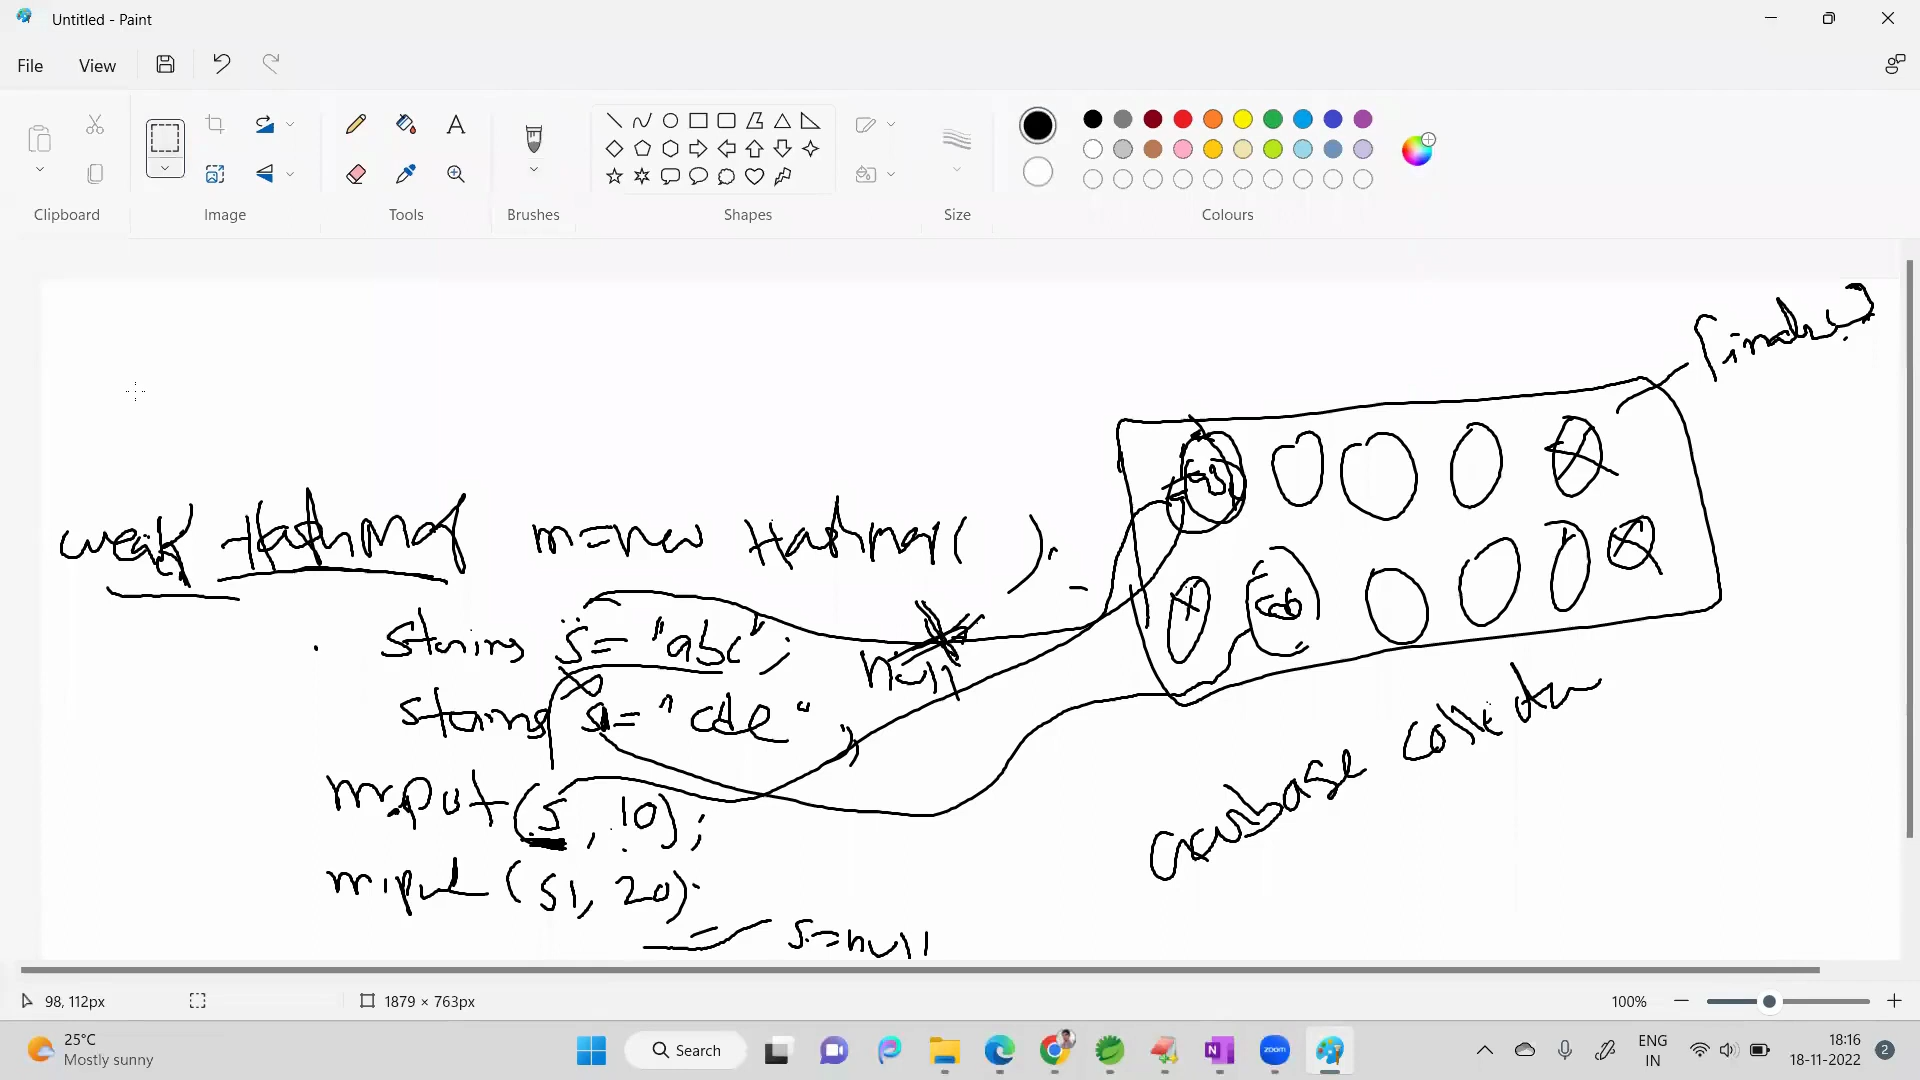 Untitled - Paint
File View
Clipboard Image Tools Brushes Shapes Size Colours
weak HashMap m=new Hashmap( ).
String s= "abc";
null
String s1= "cde"
m.put(s, 10);
m.put(s1, 20);
s=null
Garbage collector
98, 112px
1879 × 763px
100%
25°C
Mostly sunny
Search
zoom
ENG
IN
18:16
18-11-2022
2